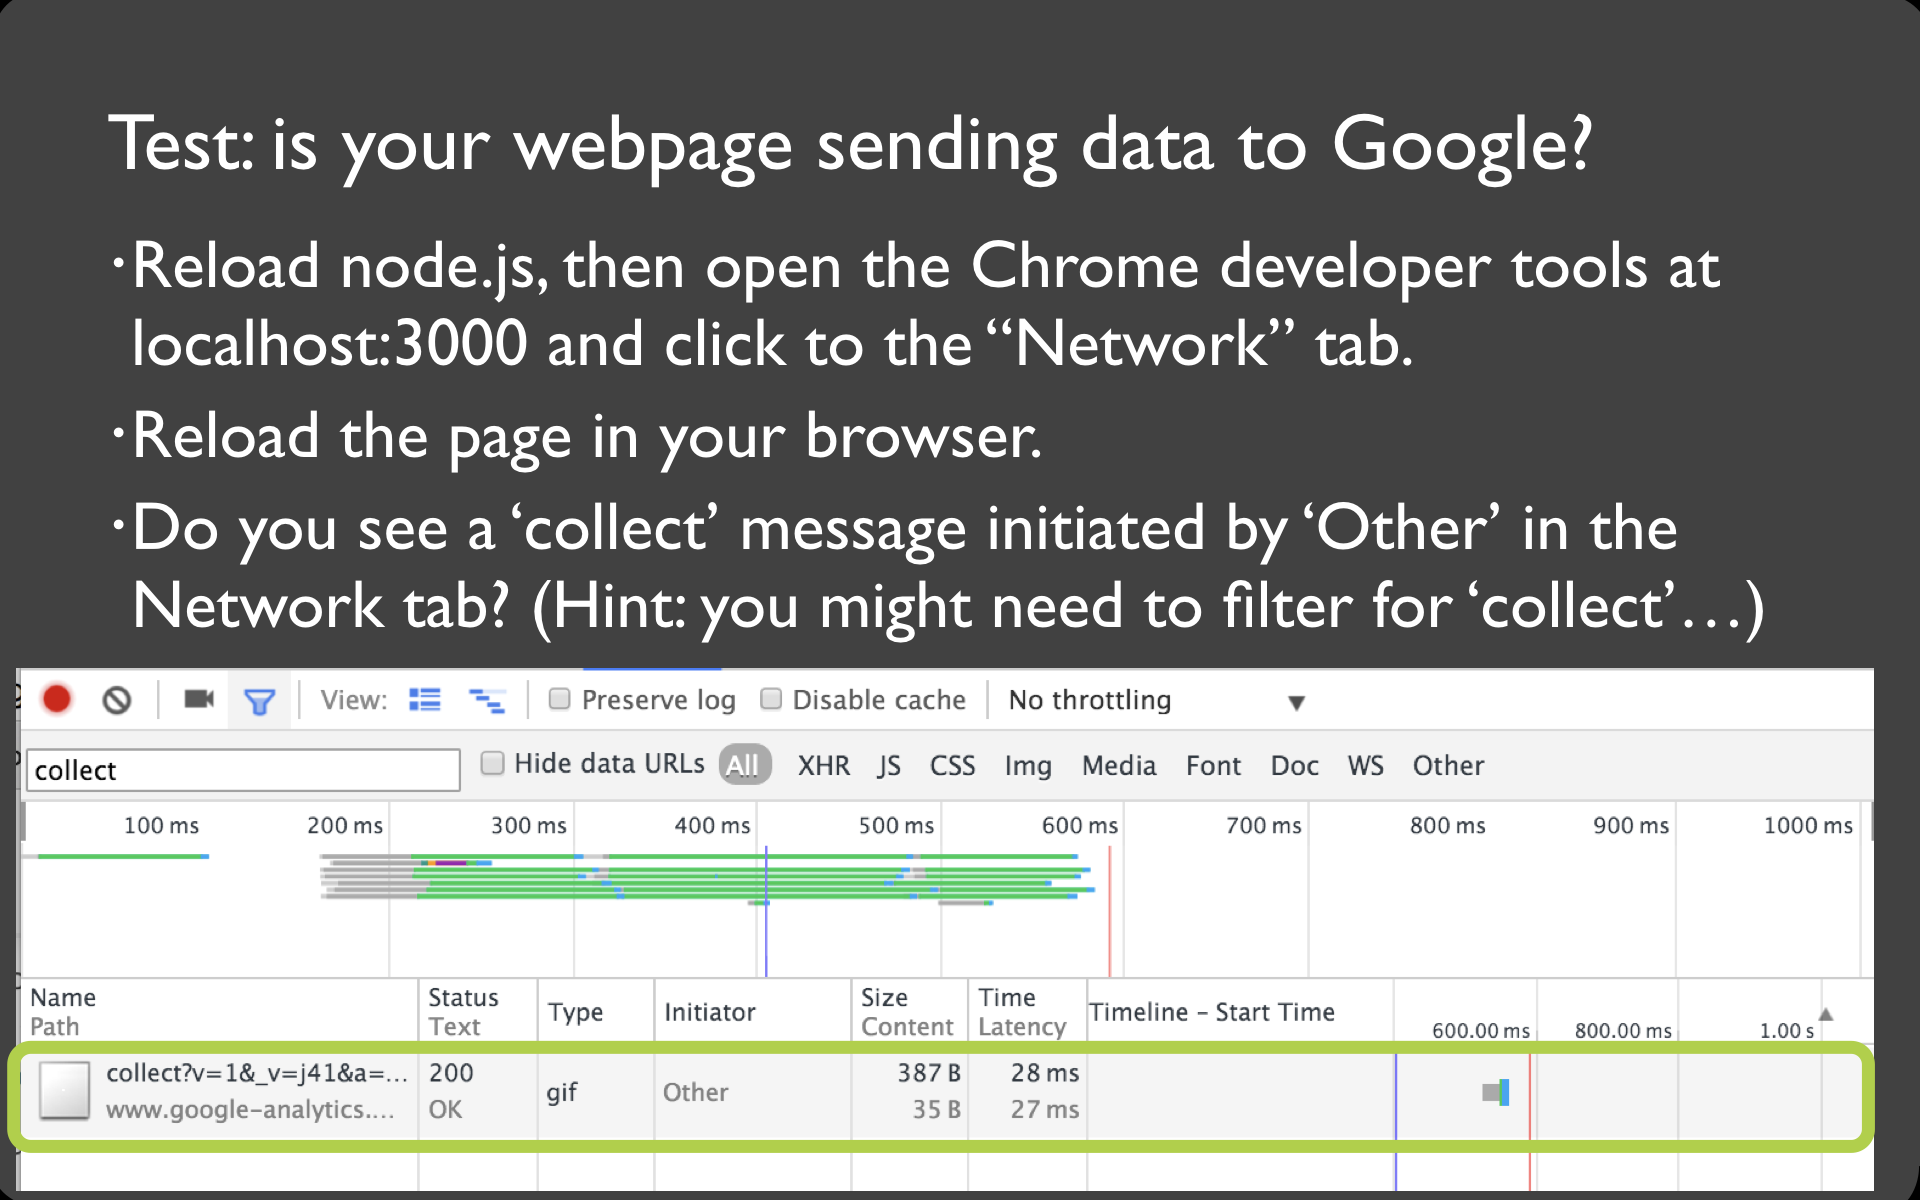 Test: is your webpage sending data to Google?
·Reload node.js, then open the Chrome developer tools at
localhost:3000 and click to the “Network” tab.
·Reload the page in your browser.
·Do you see a ‘collect’ message initiated by ‘Other’ in the
Network tab? (Hint: you might need to filter for ‘collect’…)
View: Preserve log Disable cache No throttling
collect Hide data URLs All XHR JS CSS Img Media Font Doc WS Other
100 ms 200 ms 300 ms 400 ms 500 ms 600 ms 700 ms 800 ms 900 ms 1000 ms
Name Status Type Initiator Size Time Timeline – Start Time
Path Text Content Latency 600.00 ms 800.00 ms 1.00 s
collect?v=1&_v=j41&a=... 200 gif Other 387 B 28 ms
www.google-analytics.... OK 35 B 27 ms